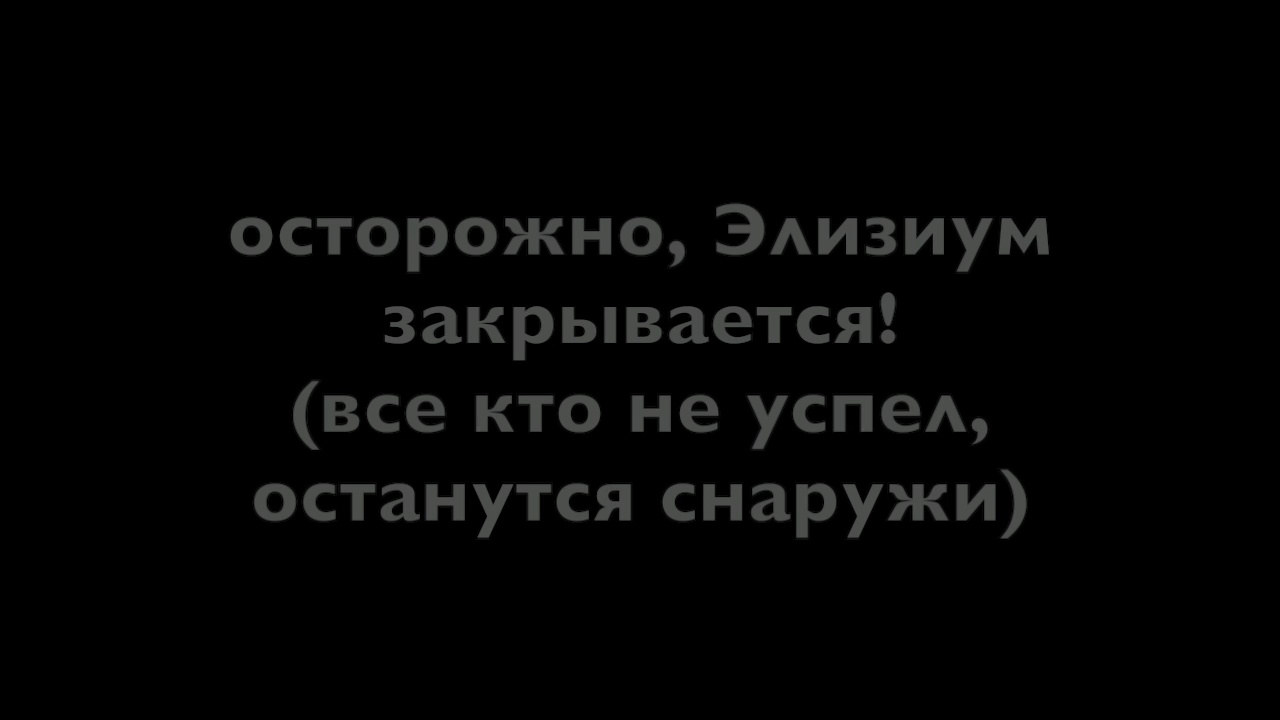 осторожно, Элизиум
закрывается!
(все кто не успел,
останутся снаружи)